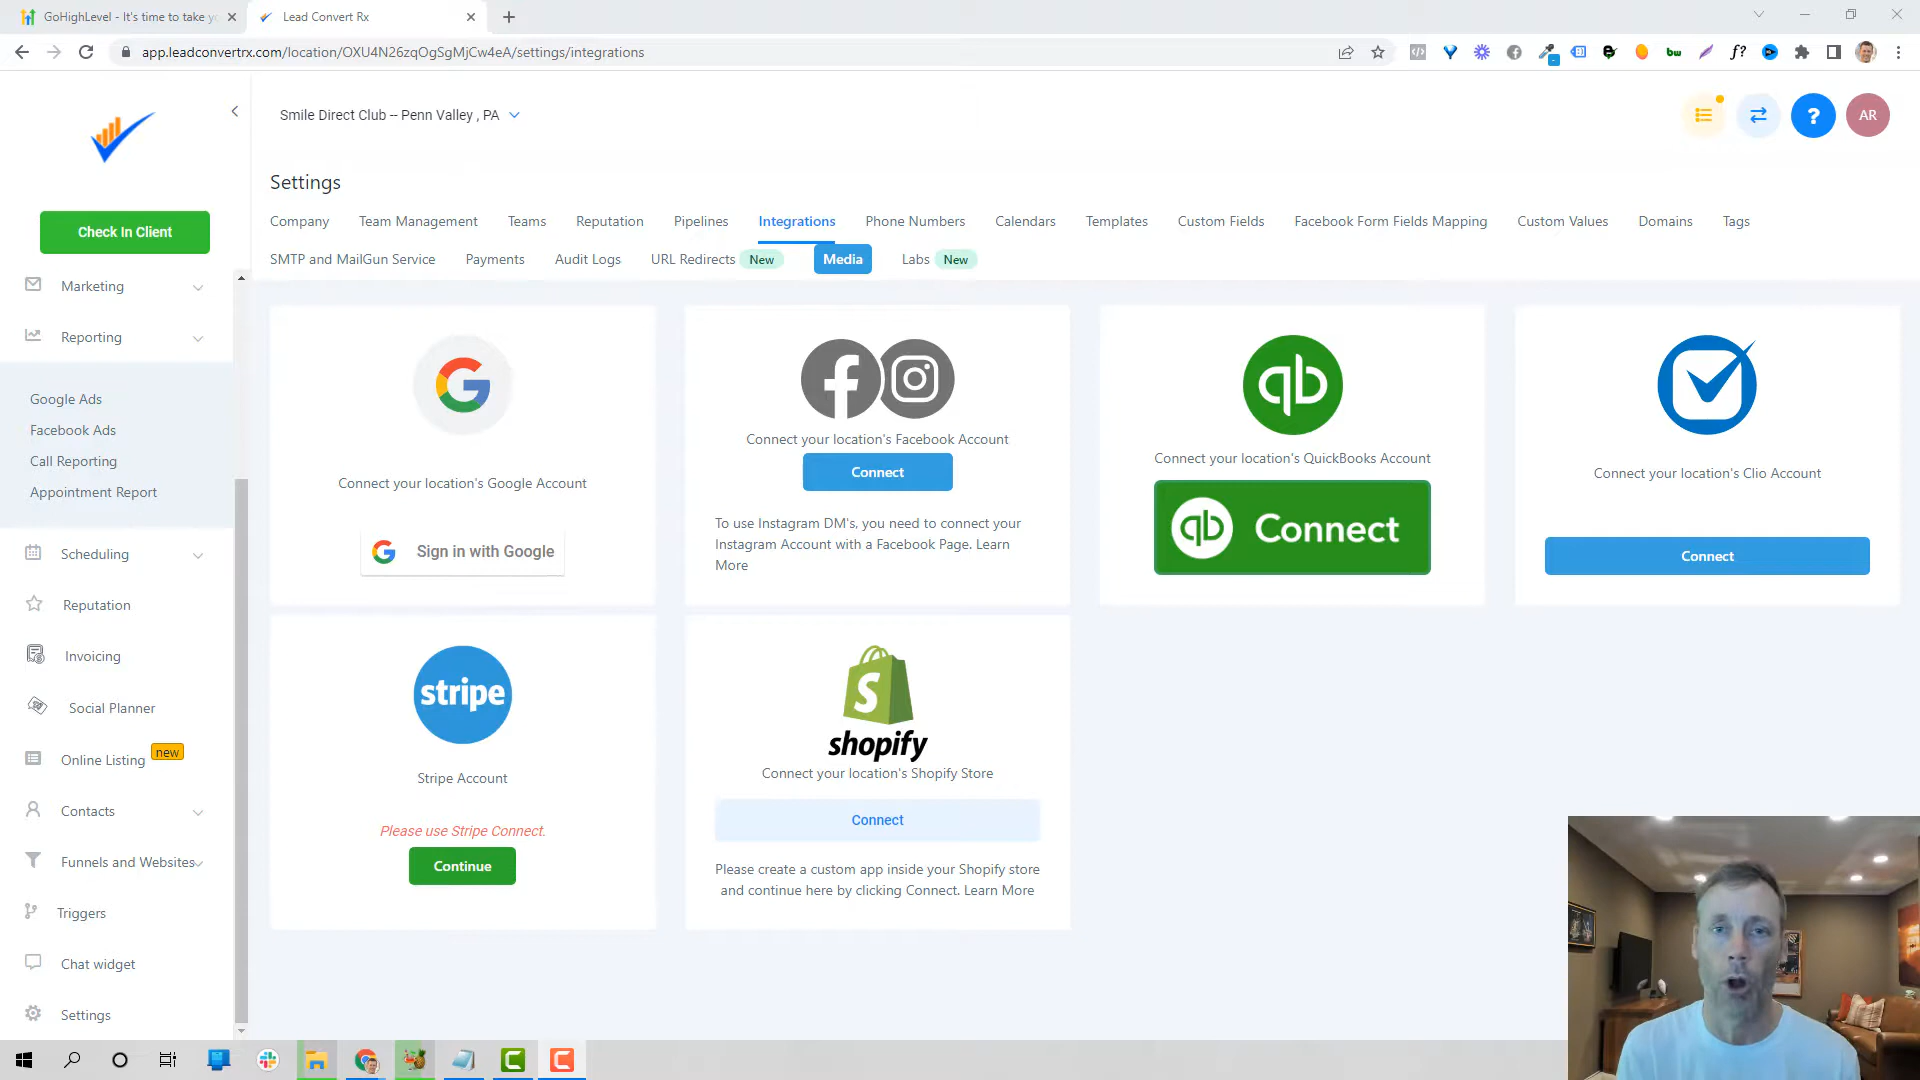 GoHighLevel - It's time to take yo
Lead Convert Rx
app.leadconvertrx.com/location/OXU4N26zqOgSgMjCw4eA/settings/integrations
f?
bw
Smile Direct Club -- Penn Valley , PA
?
AR
Settings
Check In Client
Company Team Management Teams Reputation Pipelines Integrations Phone Numbers Calendars Templates Custom Fields Facebook Form Fields Mapping Custom Values Domains Tags
SMTP and MailGun Service Payments Audit Logs URL Redirects New Media Labs New
Marketing
Reporting
Google Ads
Facebook Ads
Call Reporting
Appointment Report
Scheduling
Reputation
Invoicing
Social Planner
Online Listing new
Contacts
Funnels and Websites
Triggers
Chat widget
Settings
Connect your location's Google Account
Sign in with Google
Connect your location's Facebook Account
Connect
To use Instagram DM's, you need to connect your
Instagram Account with a Facebook Page. Learn
More
qb
Connect your location's QuickBooks Account
qb Connect
Connect your location's Clio Account
Connect
stripe
Stripe Account
Please use Stripe Connect.
Continue
shopify
Connect your location's Shopify Store
Connect
Please create a custom app inside your Shopify store
and continue here by clicking Connect. Learn More